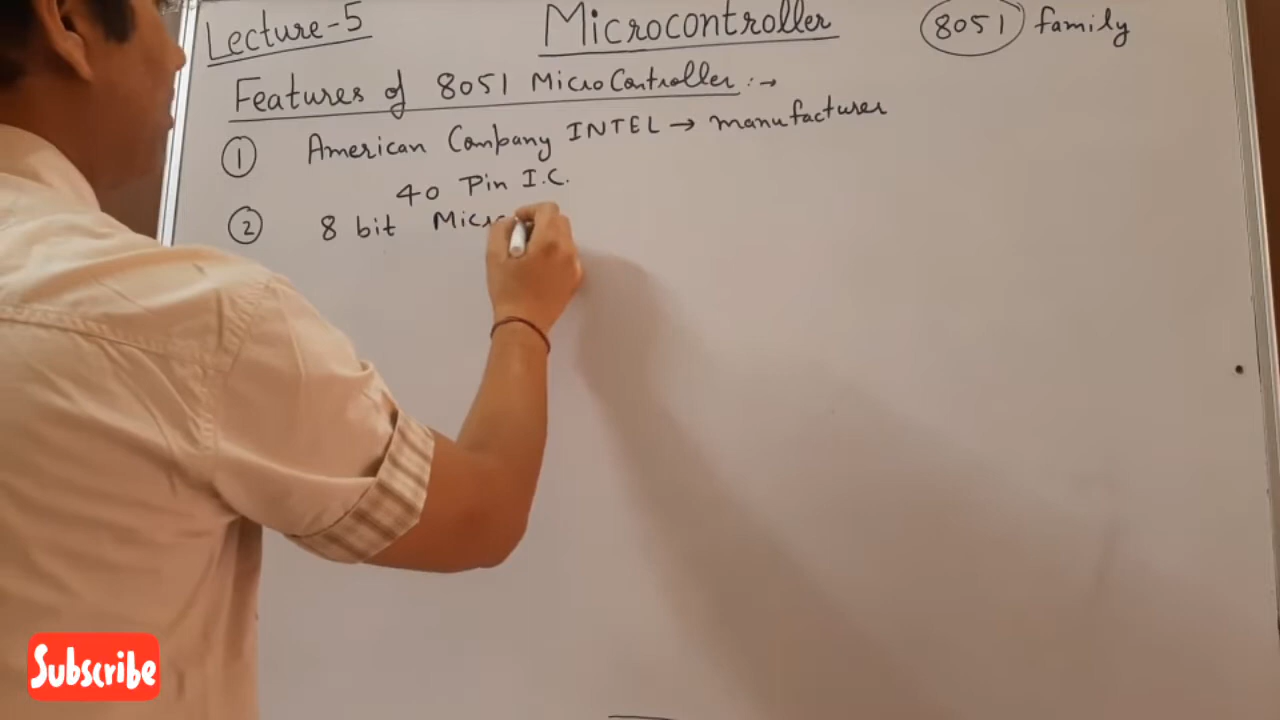 Lecture-5 Microcontroller 8051 family
Features of 8051 MicroController :→
① American Company INTEL → manufacturer
40 Pin I.C.
② 8 bit Micr
Subscribe